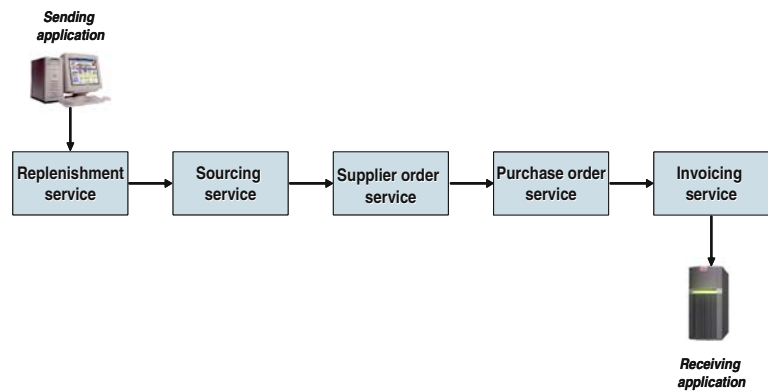 Sending
application
Replenishment
service
Sourcing
service
Supplier order
service
Purchase order
service
Invoicing
service
Receiving
application